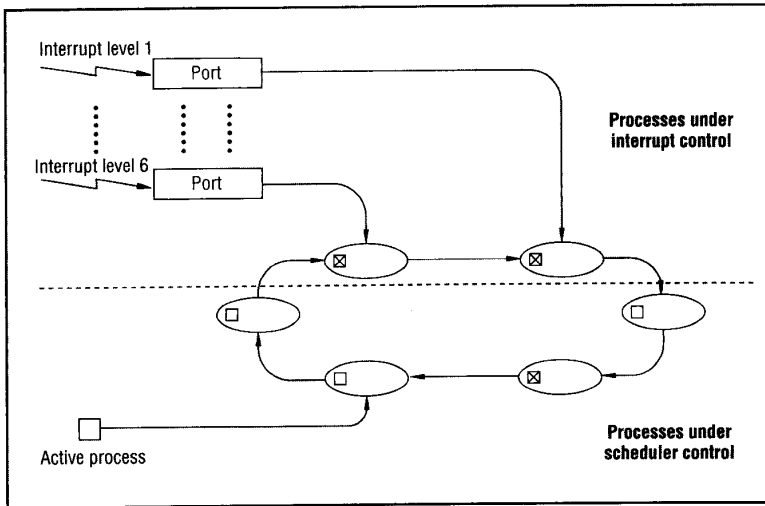 Interrupt level 1
Port
Processes under
interrupt control
Interrupt level 6
Port
Active process
Processes under
scheduler control